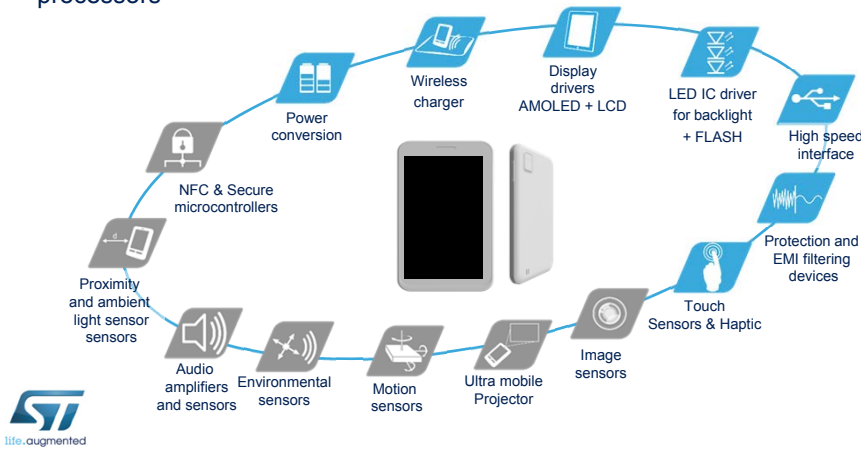 processors
Wireless
charger
Display
drivers
AMOLED + LCD
LED IC driver
for backlight
+ FLASH
High speed
interface
Power
conversion
NFC & Secure
microcontrollers
Protection and
EMI filtering
devices
d
Proximity
and ambient
light sensor
sensors
Touch
Sensors & Haptic
Audio
amplifiers
and sensors
Environmental
sensors
Motion
sensors
Ultra mobile
Projector
Image
sensors
ST
life.augmented